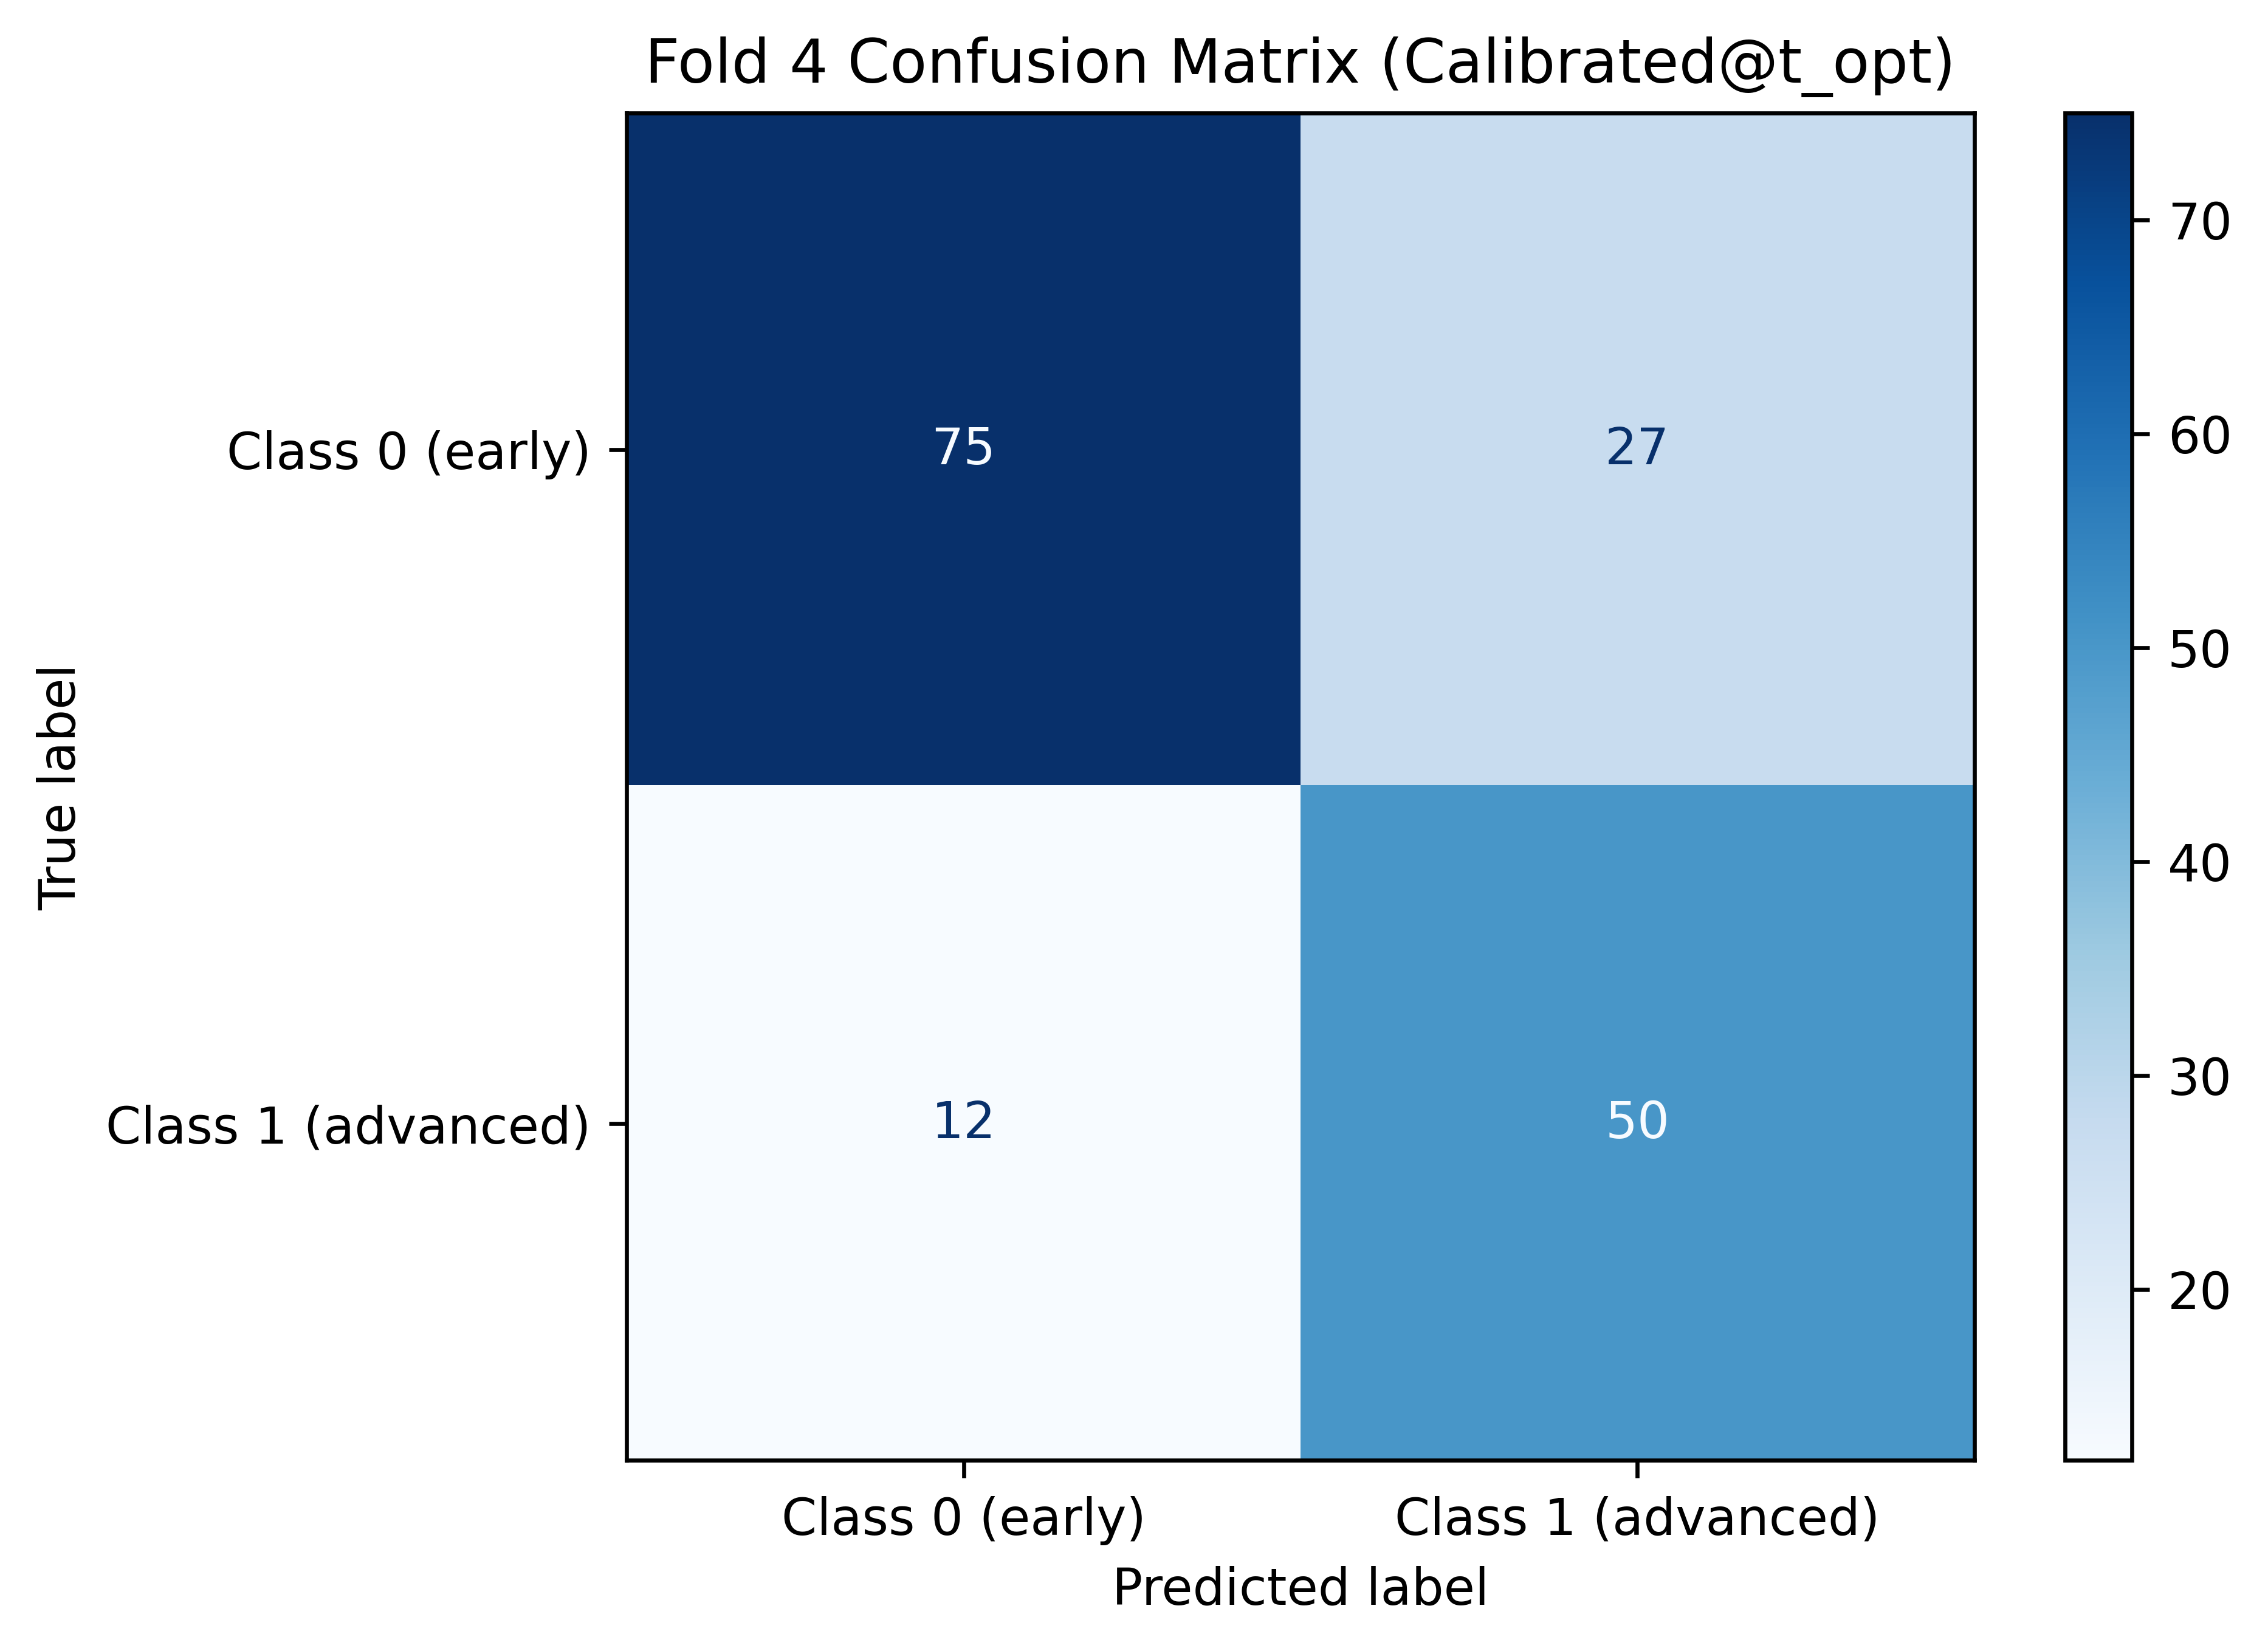 Fold 4 Confusion Matrix (Calibrated@t_opt)
70
Class 0 (early)
75
27
60
50
True label
40
30
Class 1 (advanced)
12
50
20
Class 0 (early)
Class 1 (advanced)
Predicted label